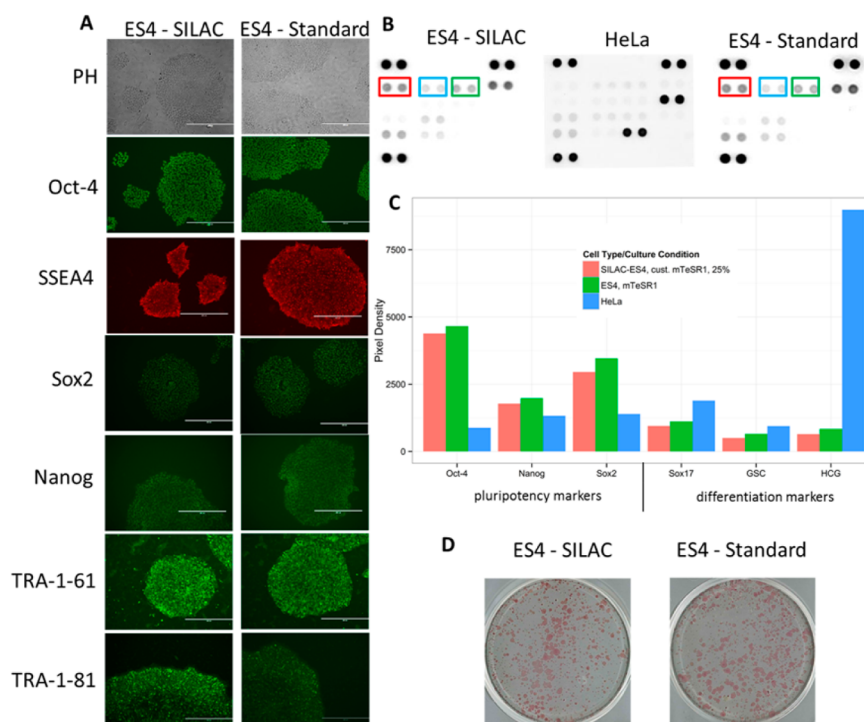 A
ES4 - SILAC ES4 - Standard
PH
Oct-4
SSEA4
Sox2
Nanog
TRA-1-61
TRA-1-81
B
ES4 - SILAC HeLa ES4 - Standard
C
Pixel Density
7500
5000
2500
0
Cell Type/Culture Condition
SILAC-ES4, cust. mTeSR1, 25%
ES4, mTeSR1
HeLa
Oct-4 Nanog Sox2 Sox17 GSC HCG
pluripotency markers differentiation markers
D
ES4 - SILAC ES4 - Standard